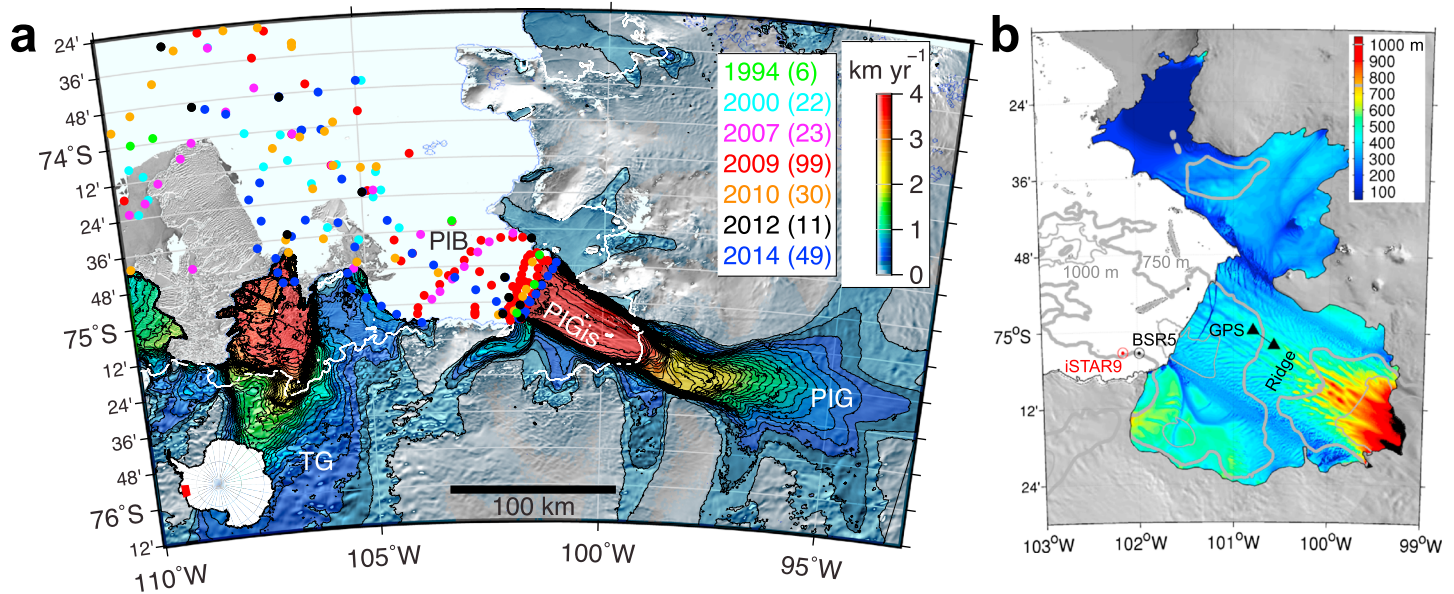 a
24'
36'
48'
74°S
12'
24'
36'
48'
75°S
12'
24'
36'
48'
76°S
12'
110°W
105°W
100°W
95°W
1994 (6)
2000 (22)
2007 (23)
2009 (99)
2010 (30)
2012 (11)
2014 (49)
km yr⁻¹
4
3
2
1
0
PIB
PIGis
PIG
TG
100 km
b
1000 m
900
800
700
600
500
400
300
200
100
24'
36'
48'
75°S
12'
24'
103°W
102°W
101°W
100°W
99°W
1000 m
750 m
GPS
BSR5
iSTAR9
Ridge